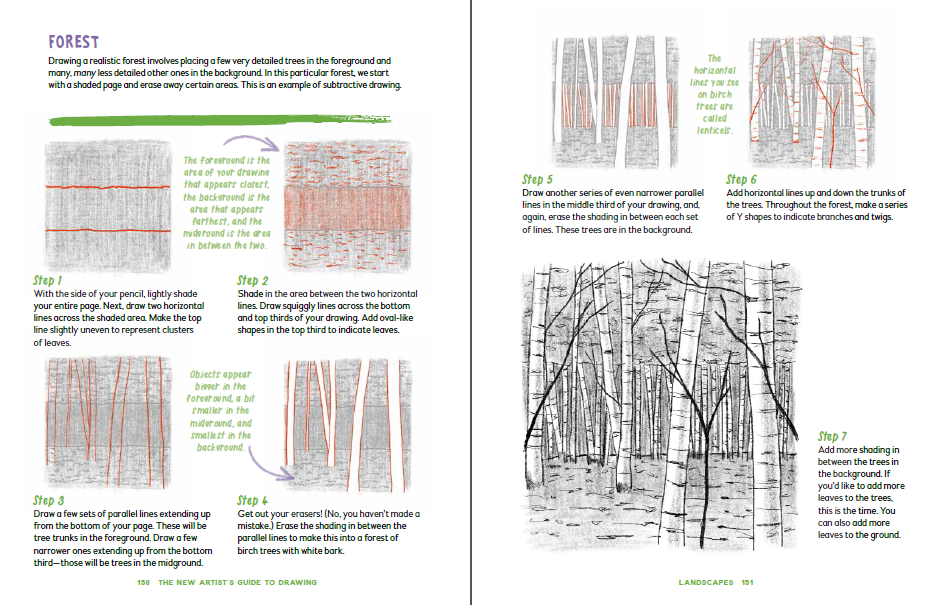 FOREST
Drawing a realistic forest involves placing a few very detailed trees in the foreground and
many, many less detailed other ones in the background. In this particular forest, we start
with a shaded page and erase away certain areas. This is an example of subtractive drawing.
The foreground is the
area of your drawing
that appears closest,
the background is the
area that appears
farthest, and the
midground is the area
in between the two.
Step 1
With the side of your pencil, lightly shade
your entire page. Next, draw two horizontal
lines across the shaded area. Make the top
line slightly uneven to represent clusters
of leaves.
Step 2
Shade in the area between the two horizontal
lines. Draw squiggly lines across the bottom
and top thirds of your drawing. Add oval-like
shapes in the top third to indicate leaves.
Objects appear
bigger in the
foreground, a bit
smaller in the
midground, and
smallest in the
background.
Step 3
Draw a few sets of parallel lines extending up
from the bottom of your page. These will be
tree trunks in the foreground. Draw a few
narrower ones extending up from the bottom
third—those will be trees in the midground.
Step 4
Get out your erasers! (No, you haven't made a
mistake.) Erase the shading in between the
parallel lines to make this into a forest of
birch trees with white bark.
150 THE NEW ARTIST'S GUIDE TO DRAWING
The
horizontal
lines you see
on birch
trees are
called
lenticels.
Step 5
Draw another series of even narrower parallel
lines in the middle third of your drawing, and,
again, erase the shading in between each set
of lines. These trees are in the background.
Step 6
Add horizontal lines up and down the trunks of
the trees. Throughout the forest, make a series
of Y shapes to indicate branches and twigs.
Step 7
Add more shading in
between the trees in
the background. If
you'd like to add more
leaves to the trees,
this is the time. You
can also add more
leaves to the ground.
LANDSCAPES 151